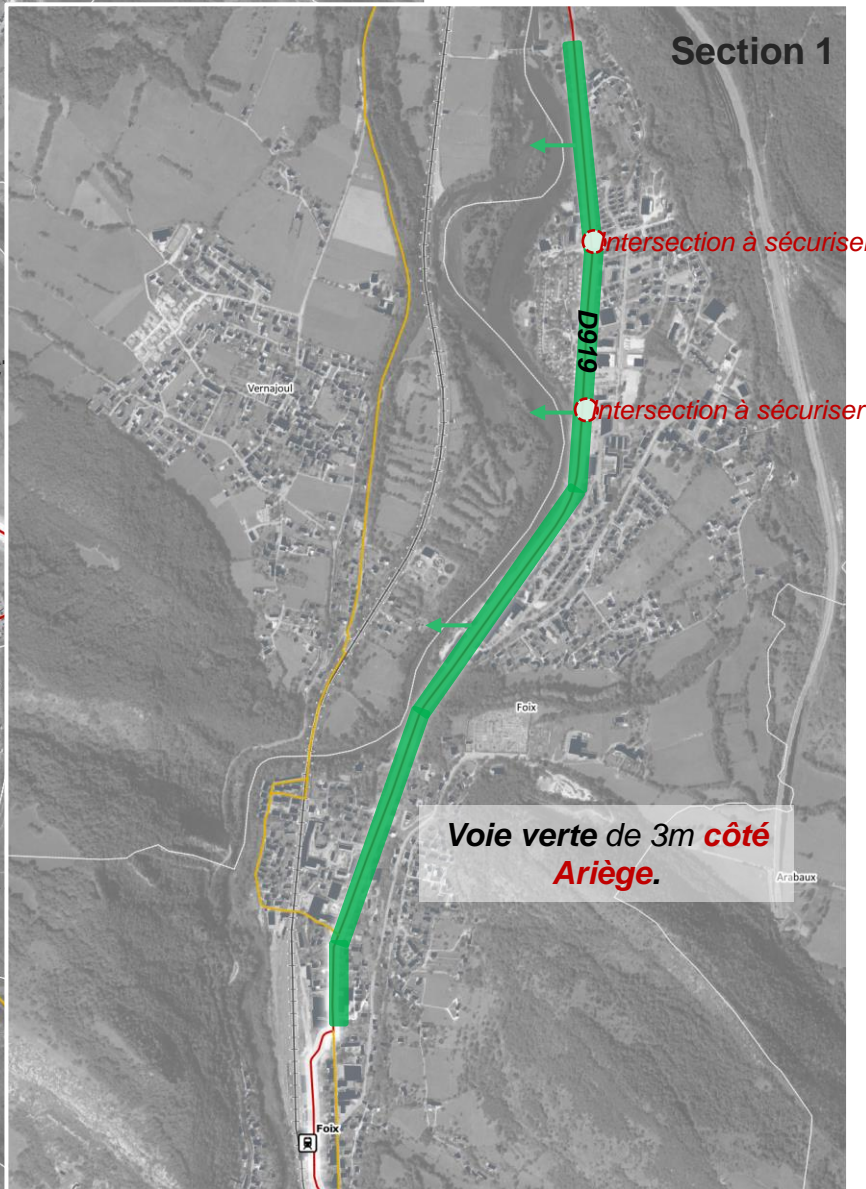 Section 1
Intersection à sécuriser
D919
Vernajoul
Intersection à sécuriser
Foix
Voie verte de 3m côté
Ariège.
Arabaux
Foix